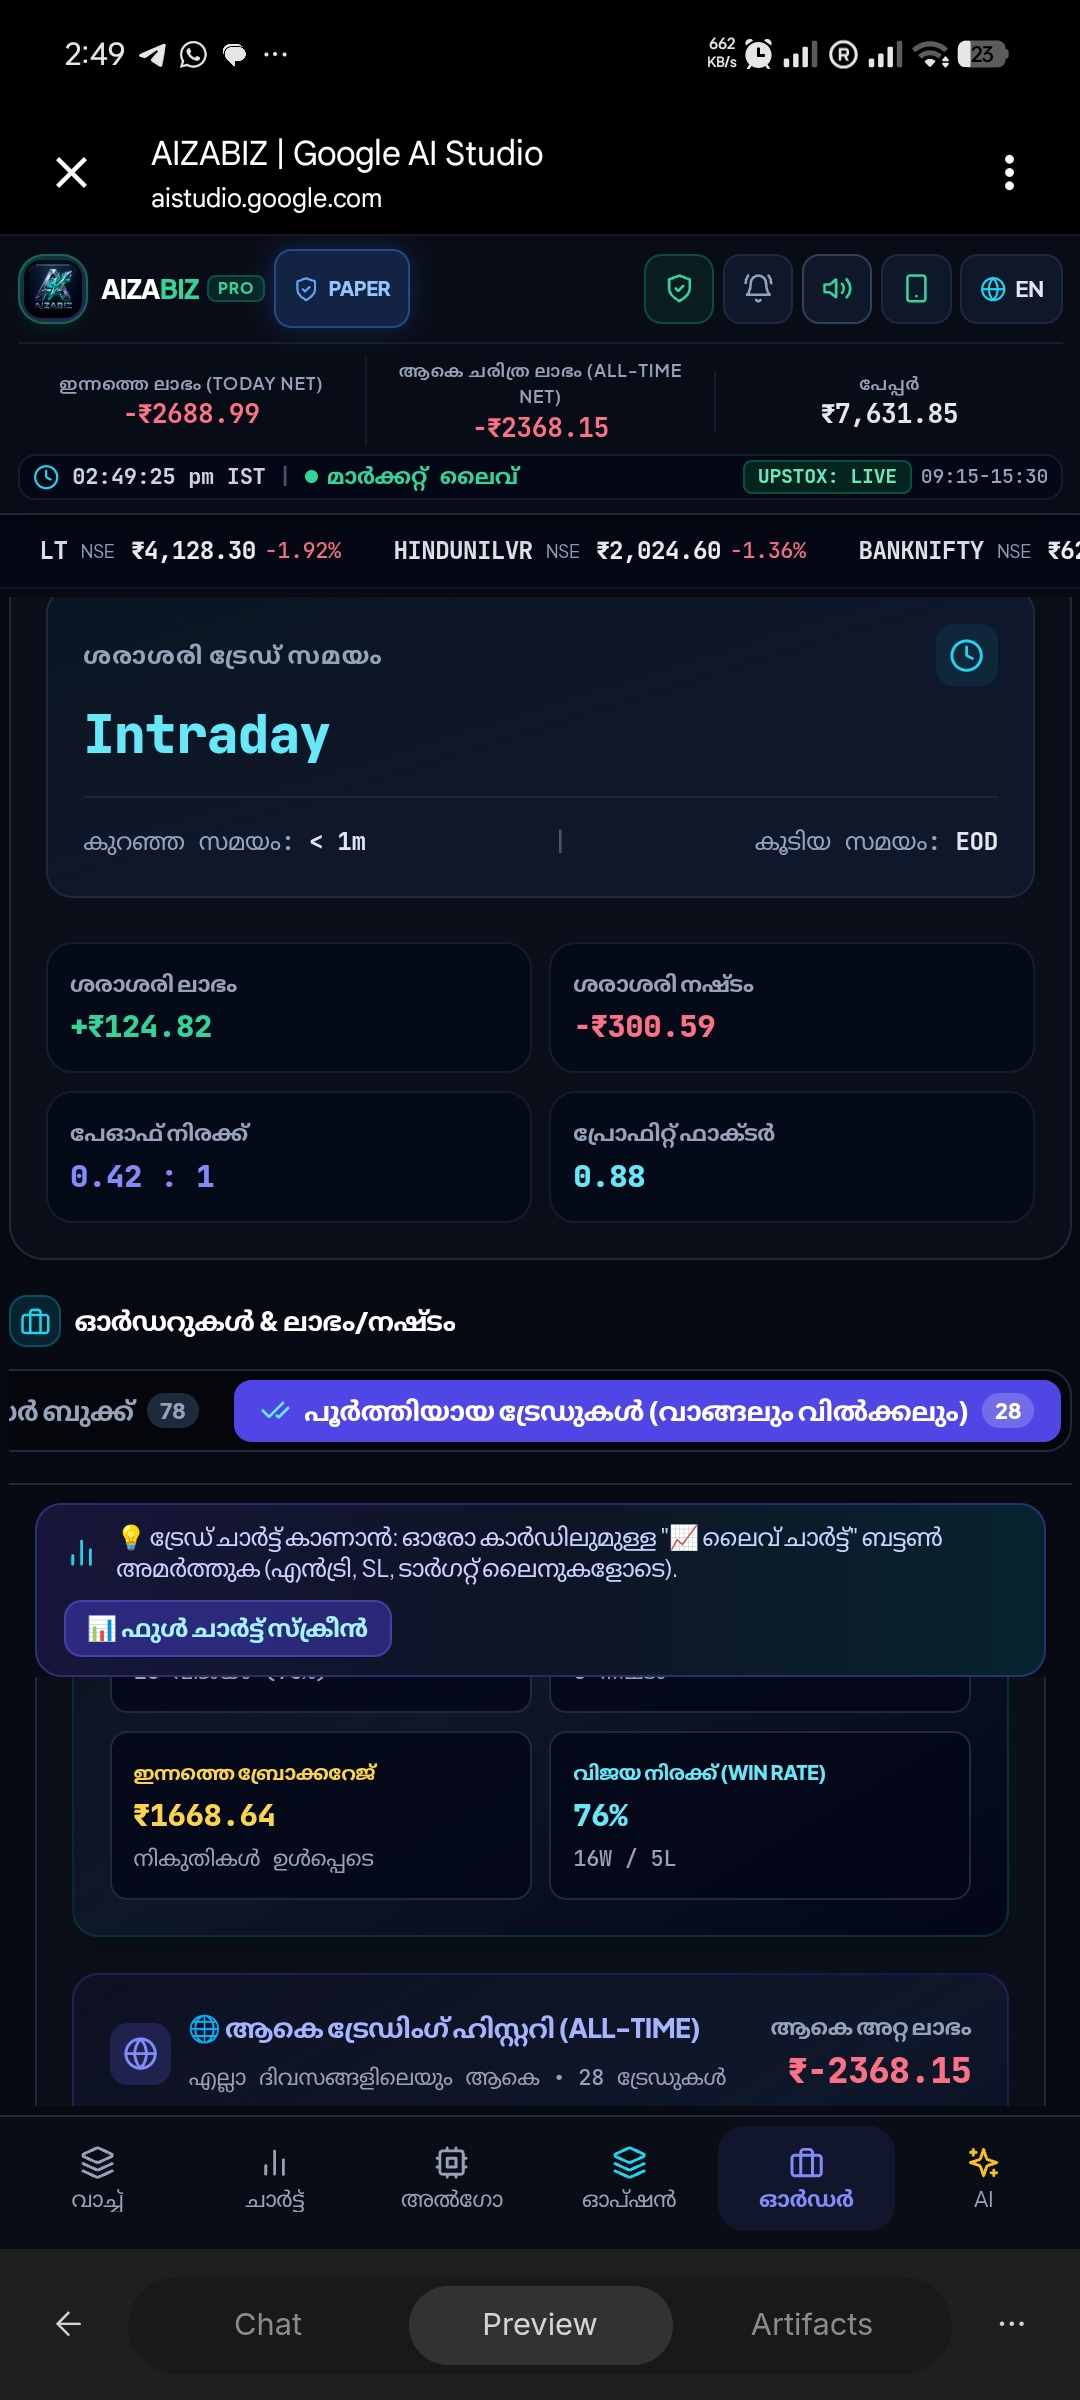 2:49
662
KB/s
23
AIZABIZ | Google AI Studio
aistudio.google.com
AIZABIZ PRO PAPER EN
ഇന്നത്തെ ലാഭം (TODAY NET)
-₹2688.99
ആകെ ചരിത്ര ലാഭം (ALL-TIME
NET)
-₹2368.15
പേപ്പർ
₹7,631.85
02:49:25 pm IST | മാർക്കറ്റ് ലൈവ് UPSTOX: LIVE 09:15-15:30
LT NSE ₹4,128.30 -1.92% HINDUNILVR NSE ₹2,024.60 -1.36% BANKNIFTY NSE
ശരാശരി ട്രേഡ് സമയം
Intraday
കുറഞ്ഞ സമയം: < 1m | കൂടിയ സമയം: EOD
ശരാശരി ലാഭം
+₹124.82
ശരാശരി നഷ്ടം
-₹300.59
പേഓഫ് നിരക്ക്
0.42 : 1
പ്രോഫിറ്റ് ഫാക്ടർ
0.88
ഓർഡറുകൾ & ലാഭം/നഷ്ടം
ബുക്ക് 78 പൂർത്തിയായ ട്രേഡുകൾ (വാങ്ങലും വിൽക്കലും) 28
💡 ട്രേഡ് ചാർട്ട് കാണാൻ: ഓരോ കാർഡിലുമുള്ള "📈 ലൈവ് ചാർട്ട്" ബട്ടൺ
അമർത്തുക (എൻട്രി, SL, ടാർഗറ്റ് ലൈനുകളോടെ).
📊 ഫുൾ ചാർട്ട് സ്ക്രീൻ
ഇന്നത്തെ ബ്രോക്കറേജ്
₹1668.64
നികുതികൾ ഉൾപ്പെടെ
വിജയ നിരക്ക് (WIN RATE)
76%
16W / 5L
🌐 ആകെ ട്രേഡിംഗ് ഹിസ്റ്ററി (ALL-TIME)
എല്ലാ ദിവസങ്ങളിലെയും ആകെ • 28 ട്രേഡുകൾ
ആകെ അറ്റ ലാഭം
₹-2368.15
വാച്ച് ചാർട്ട് അൽഗോ ഓപ്ഷൻ ഓർഡർ AI
Chat Preview Artifacts